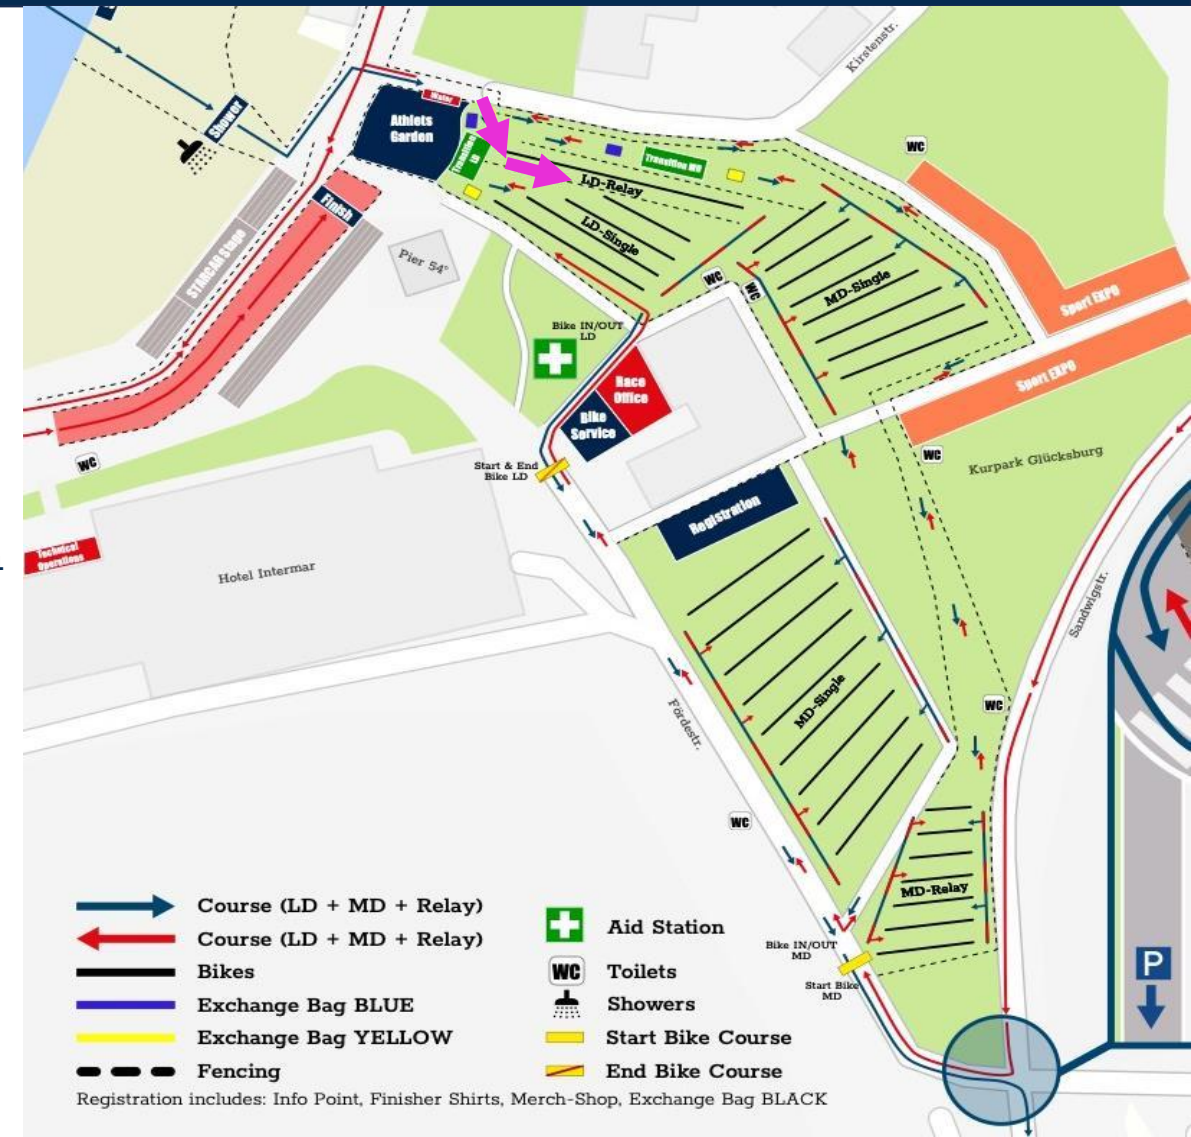 Kirstenstr.
Shower
Water
Athlets
Garden
Transition
LD
Transition MD
WC
LD-Relay
LD-Single
Finish
STARCAR Stage
Pier 54°
WC
WC
MD-Single
Sport EXPO
Sport EXPO
Bike IN/OUT
LD
Race
Office
Bike
Service
WC
Start & End
Bike LD
WC
Kurpark Glücksburg
Registration
Technical
Operations
Hotel Intermar
Sandwigstr.
MD-Single
Fördestr.
WC
WC
MD-Relay
Bike IN/OUT
MD
Start Bike
MD
P
Course (LD + MD + Relay)
Course (LD + MD + Relay)
Bikes
Exchange Bag BLUE
Exchange Bag YELLOW
Fencing
Aid Station
WC Toilets
Showers
Start Bike Course
End Bike Course
Registration includes: Info Point, Finisher Shirts, Merch-Shop, Exchange Bag BLACK